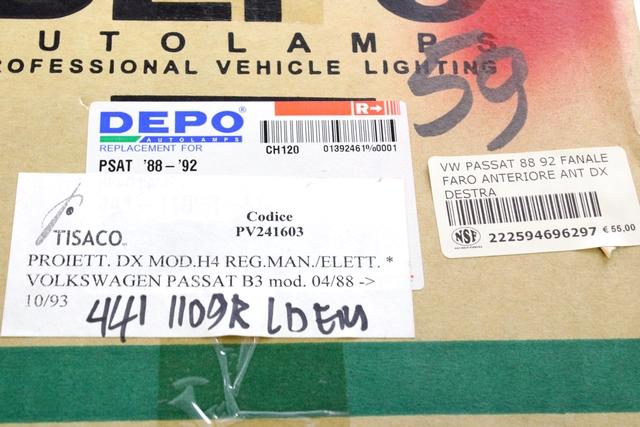 AUTOLAMPS
PROFESSIONAL VEHICLE LIGHTING
59
DEPO®
AUTOLAMPS
REPLACEMENT FOR
PSAT '88-'92
R→
CH120 01392461%0001
VW PASSAT 88 92 FANALE
FARO ANTERIORE ANT DX
DESTRA
NSF 222594696297 € 55,00
TISACO
Codice
PV241603
PROIETT. DX MOD.H4 REG.MAN./ELETT. *
VOLKSWAGEN PASSAT B3 mod. 04/88 ->
10/93
441 1109R LDEM